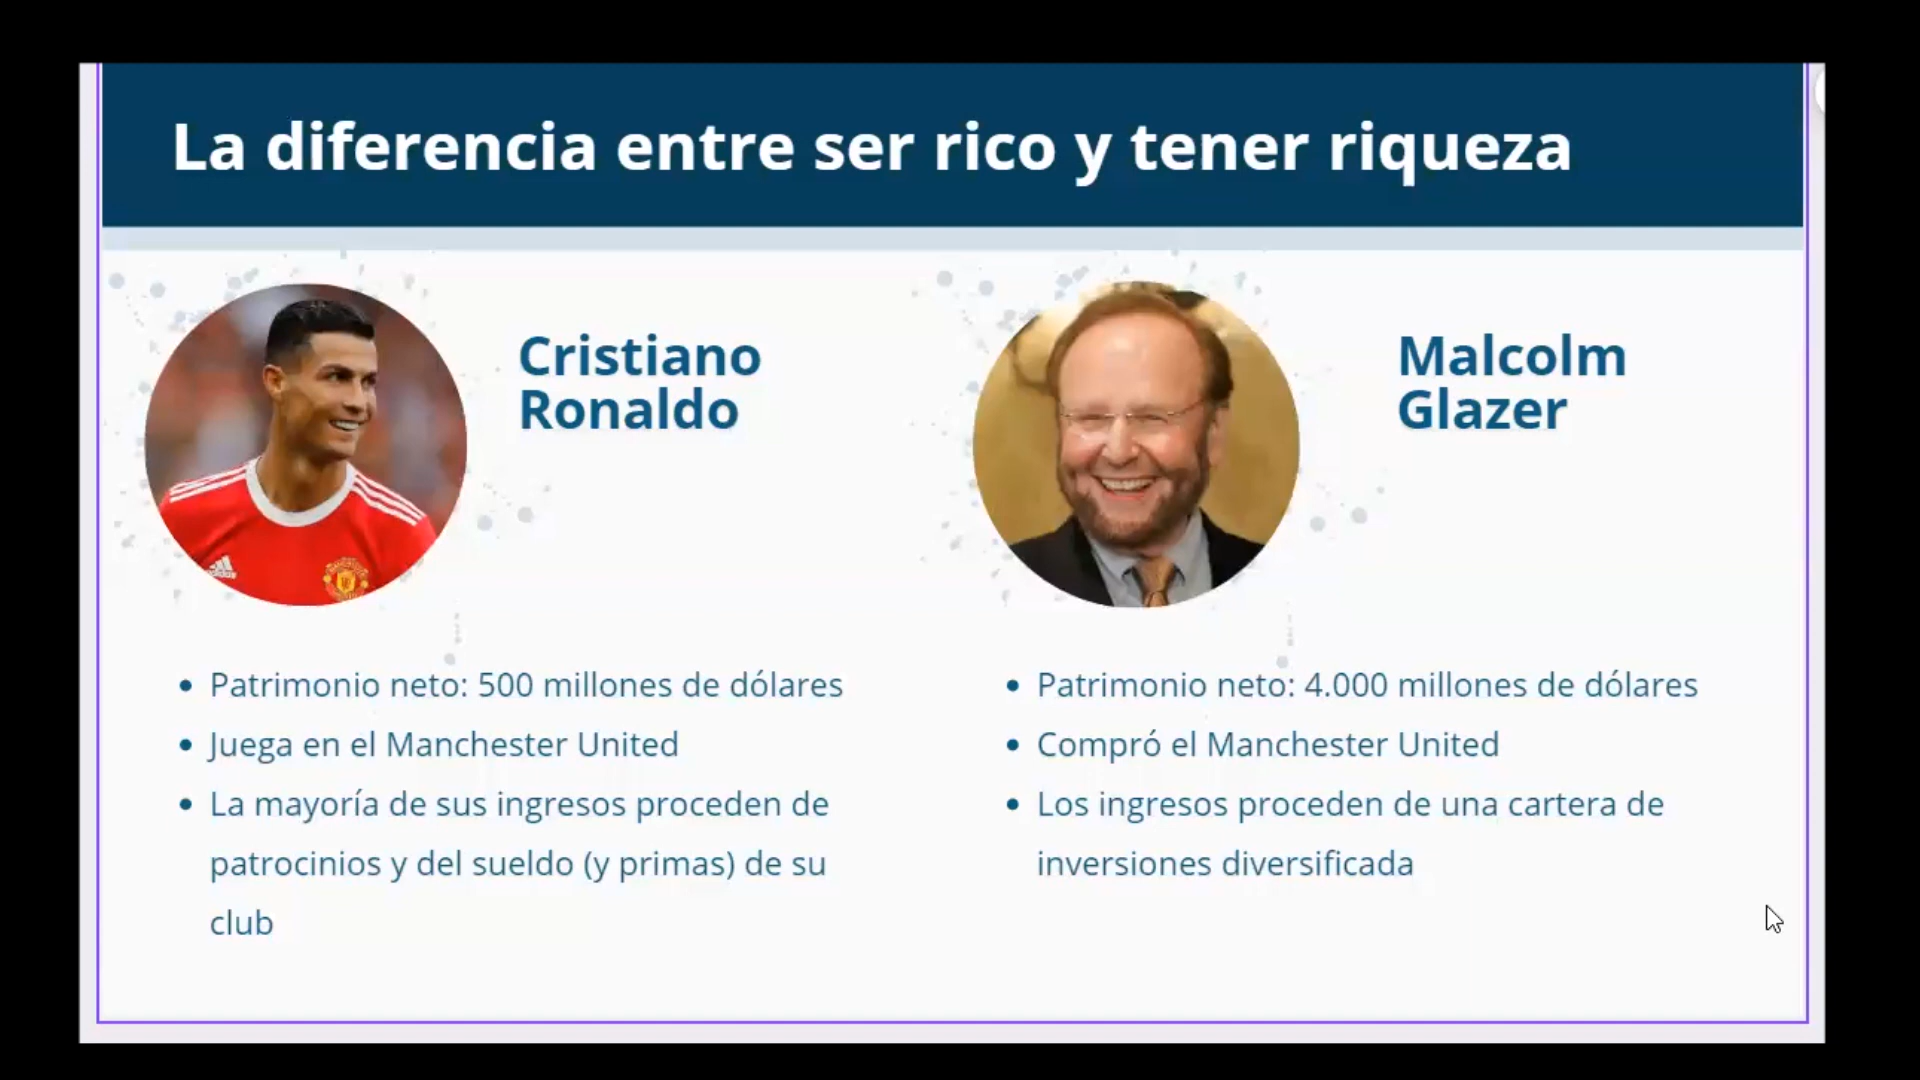 La diferencia entre ser rico y tener riqueza
Cristiano
Ronaldo
• Patrimonio neto: 500 millones de dólares
• Juega en el Manchester United
• La mayoría de sus ingresos proceden de
patrocinios y del sueldo (y primas) de su
club
Malcolm
Glazer
• Patrimonio neto: 4.000 millones de dólares
• Compró el Manchester United
• Los ingresos proceden de una cartera de
inversiones diversificada